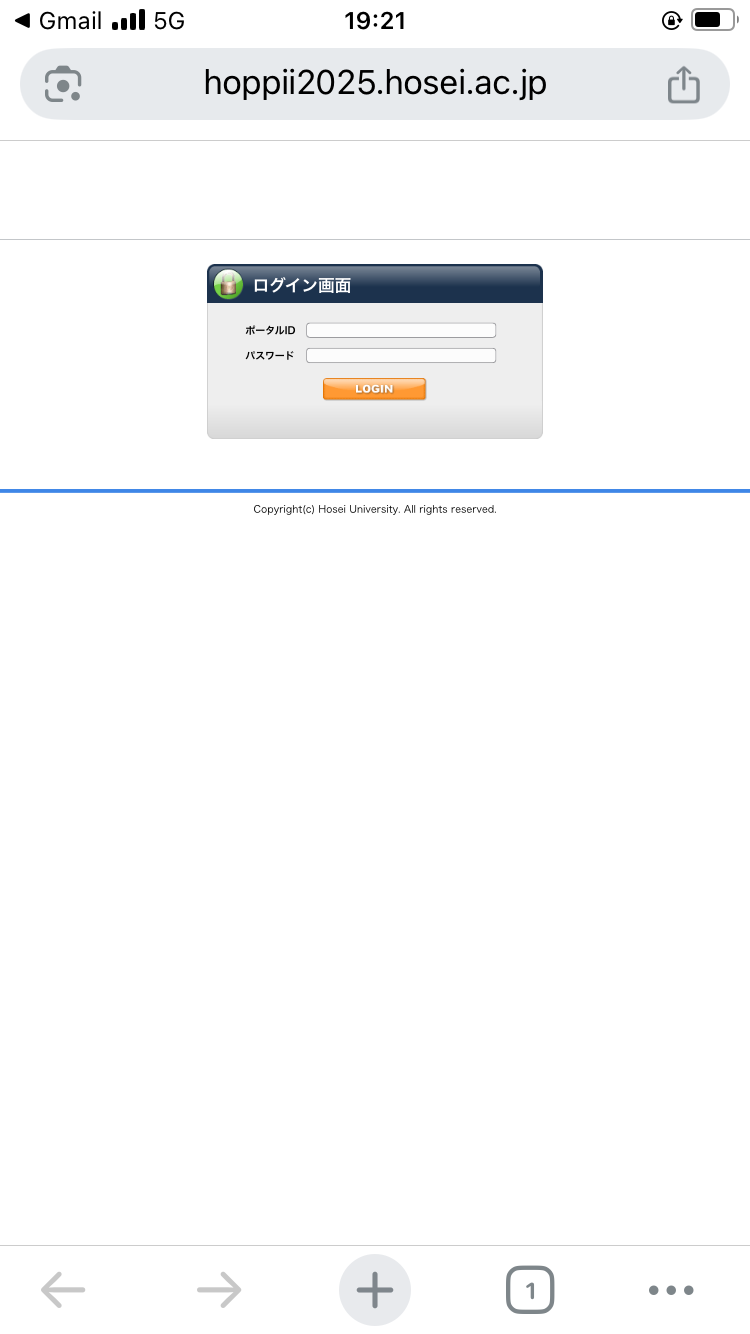 Gmail 5G 19:21
hoppii2025.hosei.ac.jp
ログイン画面
ポータルID
パスワード
LOGIN
Copyright(c) Hosei University. All rights reserved.
1